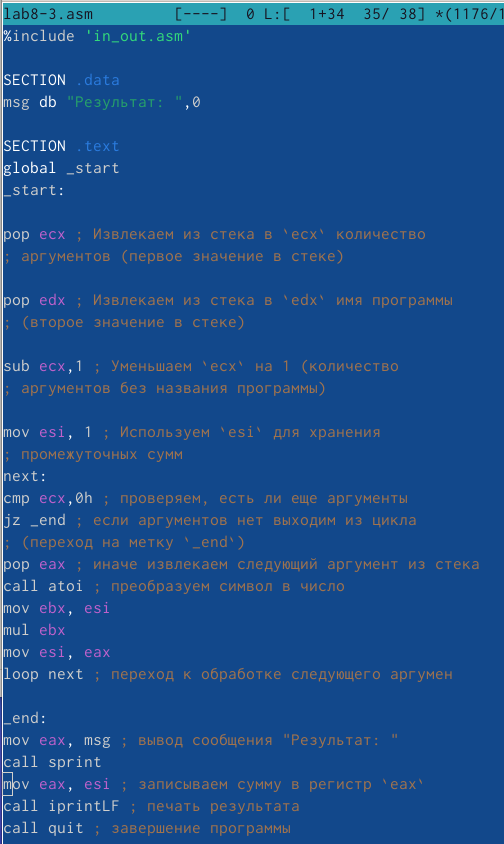 lab8-3.asm [----] 0 L:[ 1+34 35/ 38] *(1176/1
%include 'in_out.asm'
SECTION .data
msg db "Результат: ",0
SECTION .text
global _start
_start:
pop ecx ; Извлекаем из стека в `ecx` количество
; аргументов (первое значение в стеке)
pop edx ; Извлекаем из стека в `edx` имя программы
; (второе значение в стеке)
sub ecx,1 ; Уменьшаем `ecx` на 1 (количество
; аргументов без названия программы)
mov esi, 1 ; Используем `esi` для хранения
; промежуточных сумм
next:
cmp ecx,0h ; проверяем, есть ли еще аргументы
jz _end ; если аргументов нет выходим из цикла
; (переход на метку `_end`)
pop eax ; иначе извлекаем следующий аргумент из стека
call atoi ; преобразуем символ в число
mov ebx, esi
mul ebx
mov esi, eax
loop next ; переход к обработке следующего аргумен
_end:
mov eax, msg ; вывод сообщения "Результат: "
call sprint
mov eax, esi ; записываем сумму в регистр `eax`
call iprintLF ; печать результата
call quit ; завершение программы